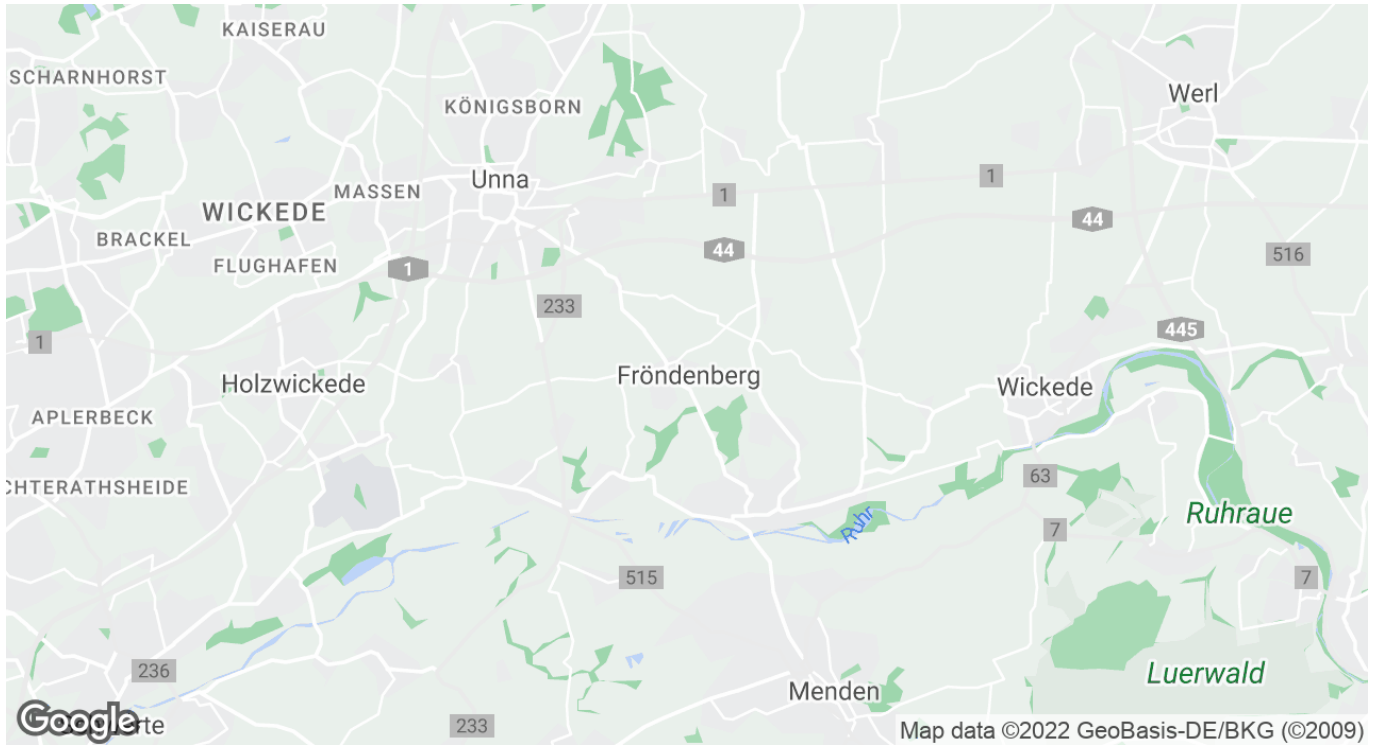 KAISERAU
SCHARNHORST
Werl
KÖNIGSBORN
Unna
MASSEN
1
1
WICKEDE
44
BRACKEL
44
516
FLUGHAFEN
1
233
445
1
Fröndenberg
Holzwickede
Wickede
APLERBECK
63
CHTERATHSHEIDE
Ruhraue
Ruhr
7
515
7
236
Luerwald
Menden
Google
233
Map data ©2022 GeoBasis-DE/BKG (©2009)